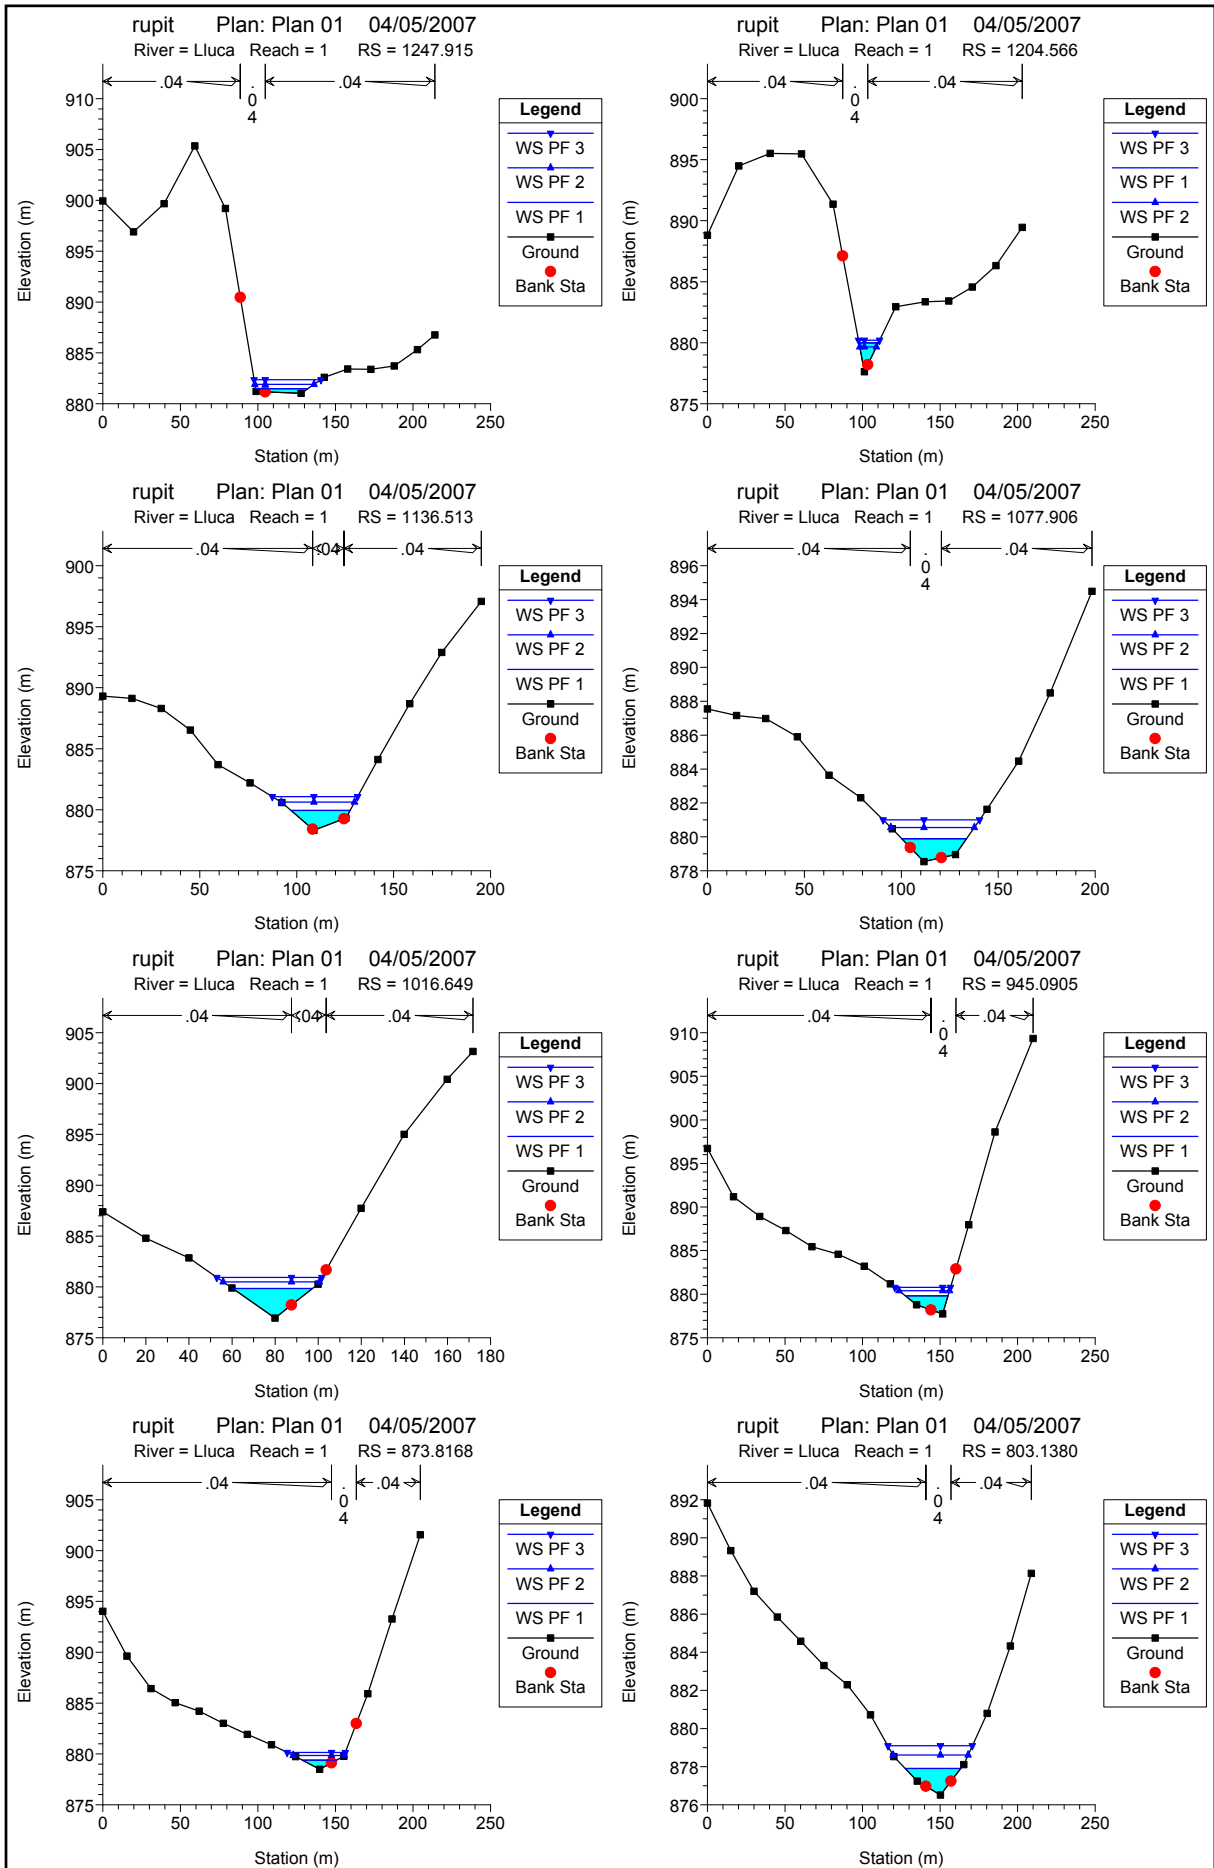 rupit Plan: Plan 01 04/05/2007
River = Lluca Reach = 1 RS = 1247.915
.04 .04 .04
Legend
WS PF 3
WS PF 2
WS PF 1
Ground
Bank Sta
910
905
900
895
890
885
880
0 50 100 150 200 250
Station (m)
Elevation (m)
rupit Plan: Plan 01 04/05/2007
River = Lluca Reach = 1 RS = 1204.566
.04 .04 .04
Legend
WS PF 3
WS PF 1
WS PF 2
Ground
Bank Sta
900
895
890
885
880
875
0 50 100 150 200 250
Station (m)
Elevation (m)
rupit Plan: Plan 01 04/05/2007
River = Lluca Reach = 1 RS = 1136.513
.04 .04 .04
Legend
WS PF 3
WS PF 2
WS PF 1
Ground
Bank Sta
900
895
890
885
880
875
0 50 100 150 200
Station (m)
Elevation (m)
rupit Plan: Plan 01 04/05/2007
River = Lluca Reach = 1 RS = 1077.906
.04 .04 .04
Legend
WS PF 3
WS PF 2
WS PF 1
Ground
Bank Sta
896
894
892
890
888
886
884
882
880
878
0 50 100 150 200
Station (m)
Elevation (m)
rupit Plan: Plan 01 04/05/2007
River = Lluca Reach = 1 RS = 1016.649
.04 .04 .04
Legend
WS PF 3
WS PF 2
WS PF 1
Ground
Bank Sta
905
900
895
890
885
880
875
0 20 40 60 80 100 120 140 160 180
Station (m)
Elevation (m)
rupit Plan: Plan 01 04/05/2007
River = Lluca Reach = 1 RS = 945.0905
.04 .04 .04
Legend
WS PF 3
WS PF 2
WS PF 1
Ground
Bank Sta
910
905
900
895
890
885
880
875
0 50 100 150 200 250
Station (m)
Elevation (m)
rupit Plan: Plan 01 04/05/2007
River = Lluca Reach = 1 RS = 873.8168
.04 .04 .04
Legend
WS PF 3
WS PF 2
WS PF 1
Ground
Bank Sta
905
900
895
890
885
880
875
0 50 100 150 200 250
Station (m)
Elevation (m)
rupit Plan: Plan 01 04/05/2007
River = Lluca Reach = 1 RS = 803.1380
.04 .04 .04
Legend
WS PF 3
WS PF 2
WS PF 1
Ground
Bank Sta
892
890
888
886
884
882
880
878
876
0 50 100 150 200 250
Station (m)
Elevation (m)